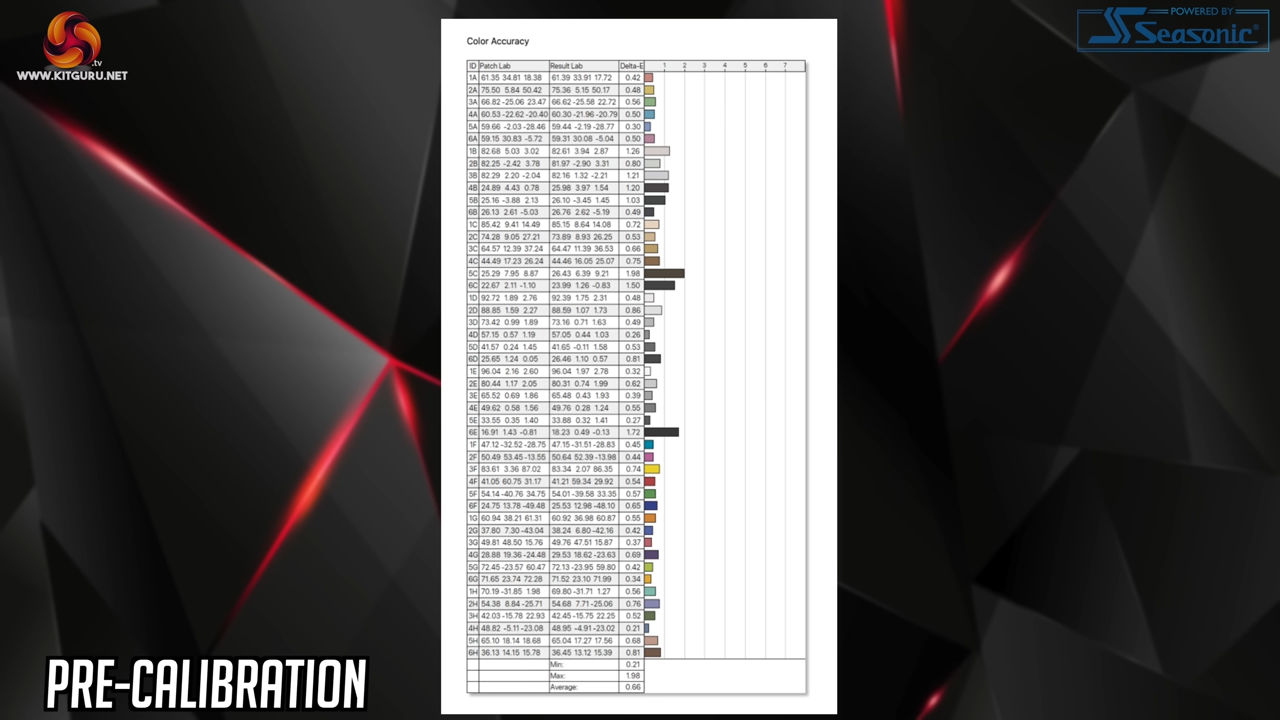 .tv
WWW.KITGURU.NET
POWERED BY
Seasonic
Color Accuracy
ID Patch Lab Result Lab Delta-E 1 2 3 4 5 6 7
1A 61.35 34.81 18.38 61.39 33.91 17.72 0.42
2A 75.50 5.84 50.42 75.36 5.15 50.17 0.48
3A 66.82 -25.06 23.47 66.62 -25.58 22.72 0.56
4A 60.53 -22.62 -20.40 60.30 -21.96 -20.79 0.50
5A 59.66 -2.03 -28.46 59.44 -2.19 -28.77 0.30
6A 59.15 30.83 -5.72 59.31 30.08 -5.04 0.50
1B 82.68 5.03 3.02 82.61 3.94 2.87 1.26
2B 82.25 -2.42 3.78 81.97 -2.90 3.31 0.80
3B 82.29 2.20 -2.04 82.16 1.32 -2.21 1.21
4B 24.89 4.43 0.78 25.98 3.97 1.54 1.20
5B 25.16 -3.88 2.13 26.10 -3.45 1.45 1.03
6B 26.13 2.61 -5.03 26.76 2.62 -5.19 0.49
1C 85.42 9.41 14.49 85.15 8.64 14.08 0.72
2C 74.28 9.05 27.21 73.89 8.93 26.25 0.53
3C 64.57 12.39 37.24 64.47 11.39 36.53 0.66
4C 44.49 17.23 26.24 44.46 16.05 25.07 0.75
5C 25.29 7.95 8.87 26.43 6.39 9.21 1.98
6C 22.67 2.11 -1.10 23.99 1.26 -0.83 1.50
1D 92.72 1.89 2.76 92.39 1.75 2.31 0.48
2D 88.85 1.59 2.27 88.59 1.07 1.73 0.86
3D 73.42 0.99 1.89 73.16 0.71 1.63 0.49
4D 57.15 0.57 1.19 57.05 0.44 1.03 0.26
5D 41.57 0.24 1.45 41.65 -0.11 1.58 0.53
6D 25.65 1.24 0.05 26.46 1.10 0.57 0.81
1E 96.04 2.16 2.60 96.04 1.97 2.78 0.32
2E 80.44 1.17 2.05 80.31 0.74 1.99 0.62
3E 65.52 0.69 1.86 65.48 0.43 1.93 0.39
4E 49.62 0.58 1.56 49.76 0.28 1.24 0.55
5E 33.55 0.35 1.40 33.88 0.32 1.41 0.27
6E 16.91 1.43 -0.81 18.23 0.49 -0.13 1.72
1F 47.12 -32.52 -28.75 47.15 -31.51 -28.83 0.45
2F 50.49 53.45 -13.55 50.64 52.39 -13.98 0.44
3F 83.61 3.36 87.02 83.34 2.07 86.35 0.74
4F 41.05 60.75 31.17 41.21 59.34 29.92 0.54
5F 54.14 -40.76 34.75 54.01 -39.58 33.35 0.57
6F 24.75 13.78 -49.48 25.53 12.98 -48.10 0.65
1G 60.94 38.21 61.31 60.92 36.98 60.87 0.55
2G 37.80 7.30 -43.04 38.24 6.80 -42.16 0.42
3G 49.81 48.50 15.76 49.76 47.51 15.87 0.37
4G 28.88 19.36 -24.48 29.53 18.62 -23.63 0.69
5G 72.45 -23.57 60.47 72.13 -23.95 59.80 0.42
6G 71.65 23.74 72.28 71.52 23.10 71.99 0.34
1H 70.19 -31.85 1.98 69.80 -31.71 1.27 0.56
2H 54.38 8.84 -25.71 54.68 7.71 -25.06 0.76
3H 42.03 -15.78 22.93 42.45 -15.75 22.25 0.52
4H 48.82 -5.11 -23.08 48.95 -4.91 -23.02 0.21
5H 65.10 18.14 18.68 65.04 17.27 17.56 0.68
6H 36.13 14.15 15.78 36.45 13.12 15.39 0.81
Min: 0.21
Max: 1.98
Average: 0.66
PRE-CALIBRATION